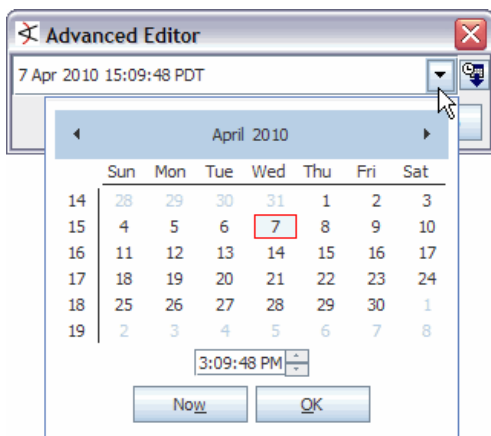 Advanced Editor
7 Apr 2010 15:09:48 PDT
April 2010
Sun Mon Tue Wed Thu Fri Sat
14 28 29 30 31 1 2 3
15 4 5 6 7 8 9 10
16 11 12 13 14 15 16 17
17 18 19 20 21 22 23 24
18 25 26 27 28 29 30 1
19 2 3 4 5 6 7 8
3:09:48 PM
Now OK